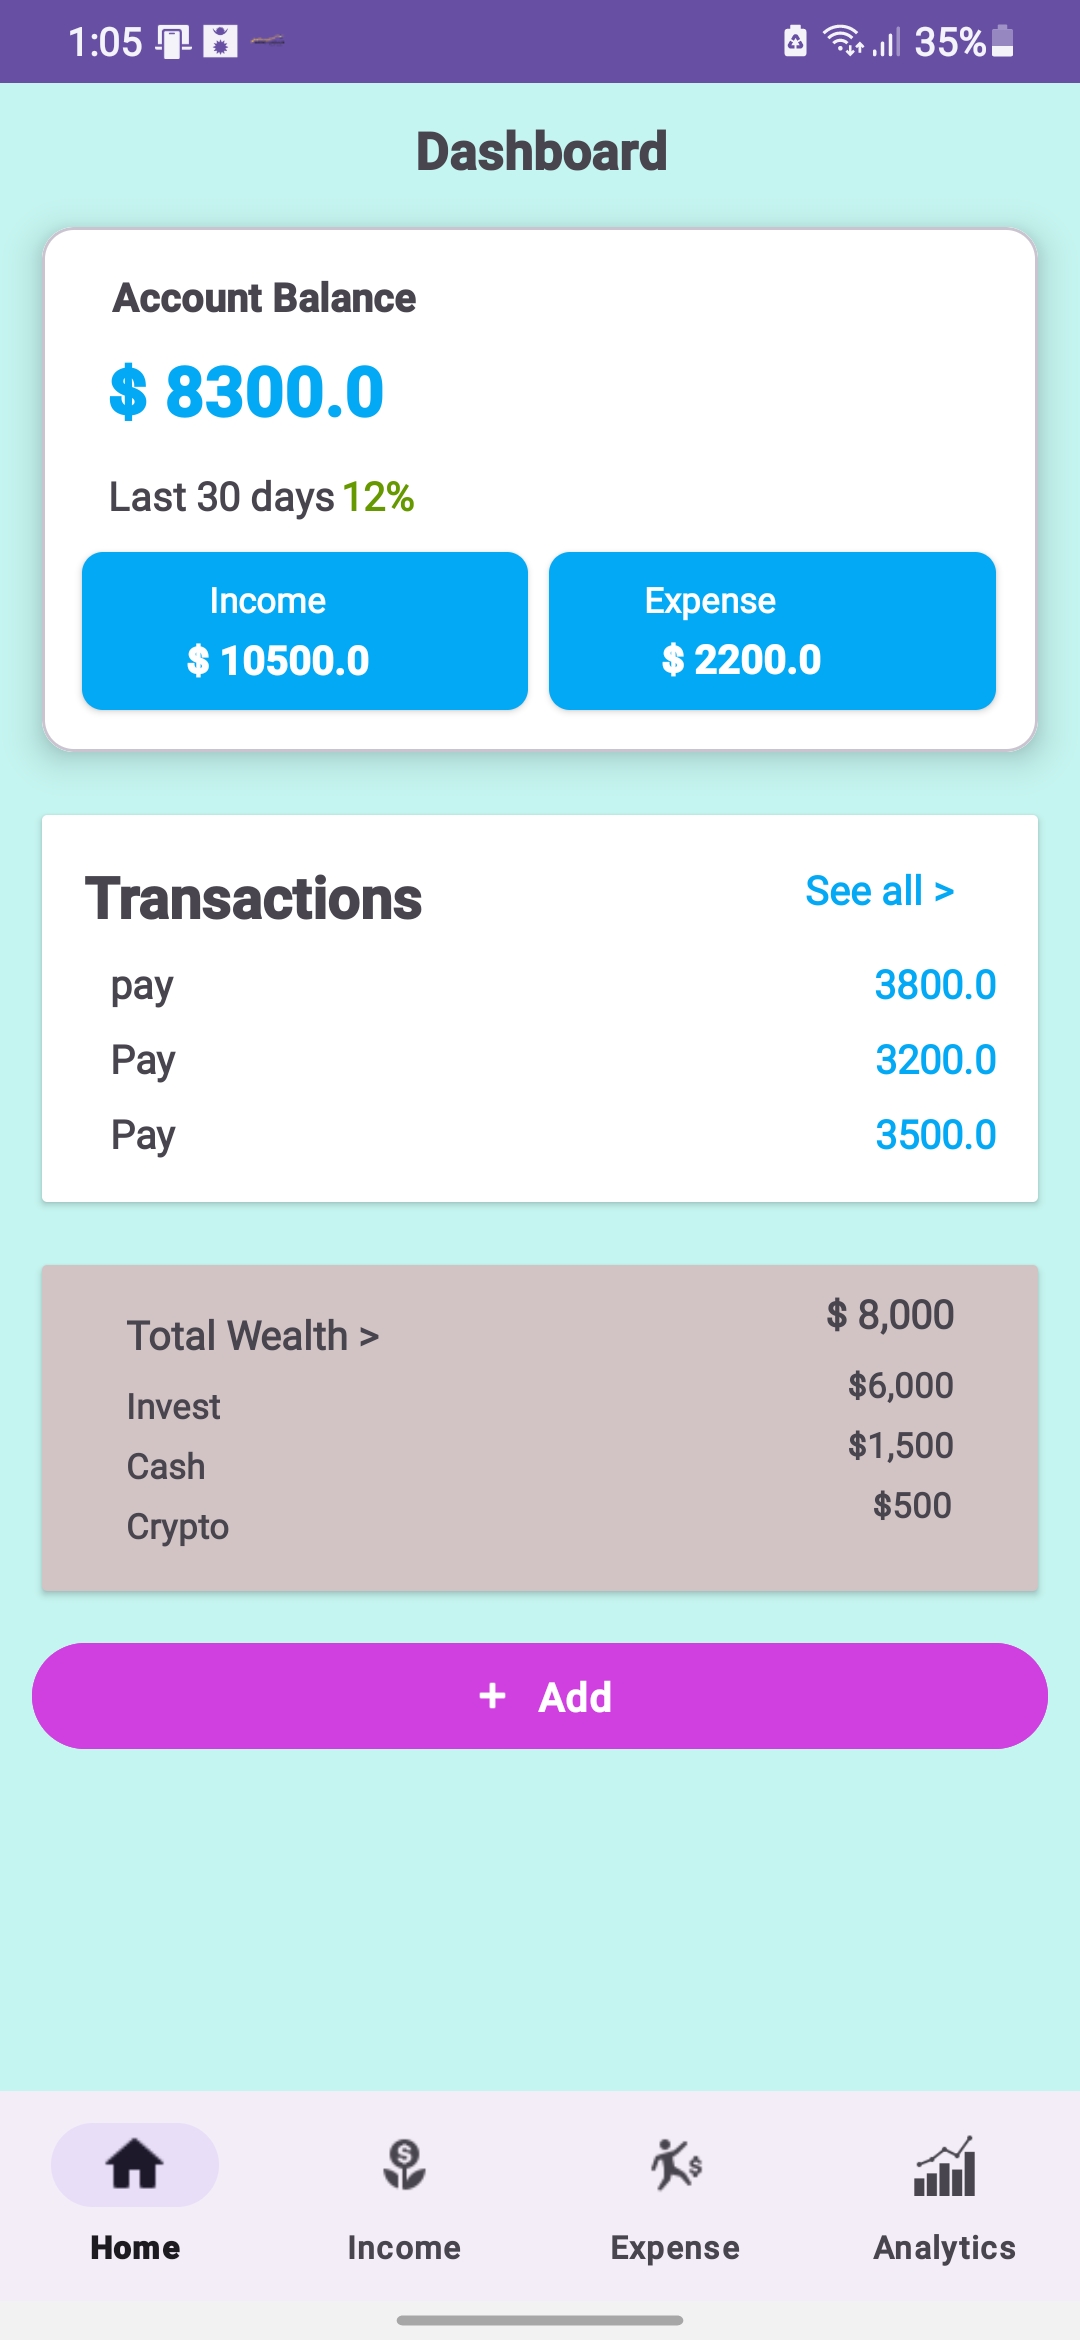 1:05 35%
Dashboard
Account Balance
$ 8300.0
Last 30 days 12%
Income Expense
$ 10500.0 $ 2200.0
Transactions See all >
pay 3800.0
Pay 3200.0
Pay 3500.0
Total Wealth > $ 8,000
Invest $6,000
Cash $1,500
Crypto $500
+ Add
Home Income Expense Analytics